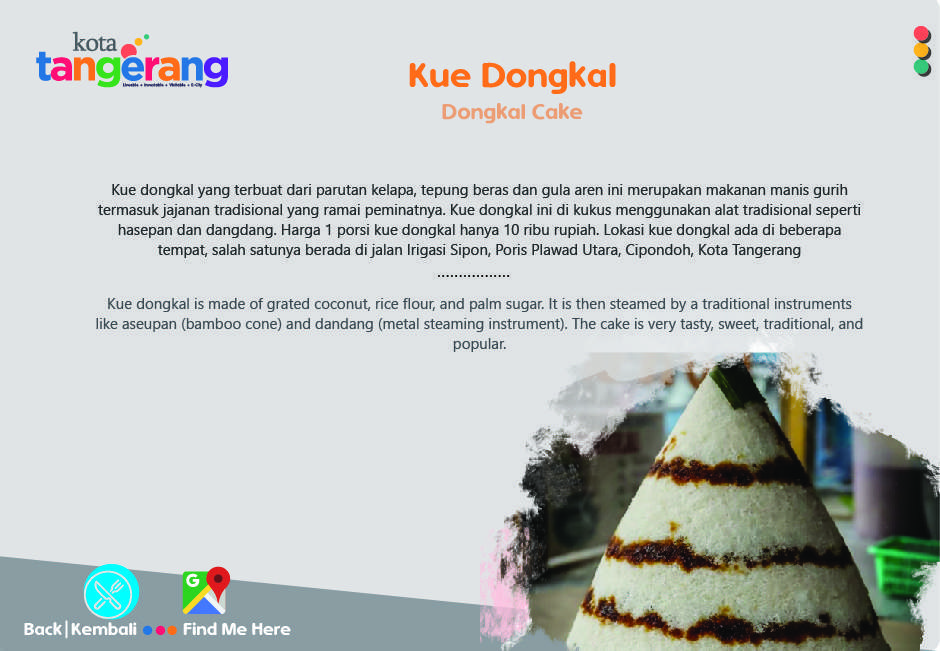 kota
tangerang
Liveable • Investable • Visitable • E-City
Kue Dongkal
Dongkal Cake
Kue dongkal yang terbuat dari parutan kelapa, tepung beras dan gula aren ini merupakan makanan manis gurih
termasuk jajanan tradisional yang ramai peminatnya. Kue dongkal ini di kukus menggunakan alat tradisional seperti
hasepan dan dangdang. Harga 1 porsi kue dongkal hanya 10 ribu rupiah. Lokasi kue dongkal ada di beberapa
tempat, salah satunya berada di jalan Irigasi Sipon, Poris Plawad Utara, Cipondoh, Kota Tangerang
.................
Kue dongkal is made of grated coconut, rice flour, and palm sugar. It is then steamed by a traditional instruments
like aseupan (bamboo cone) and dandang (metal steaming instrument). The cake is very tasty, sweet, traditional, and
popular.
G
Back|Kembali
Find Me Here